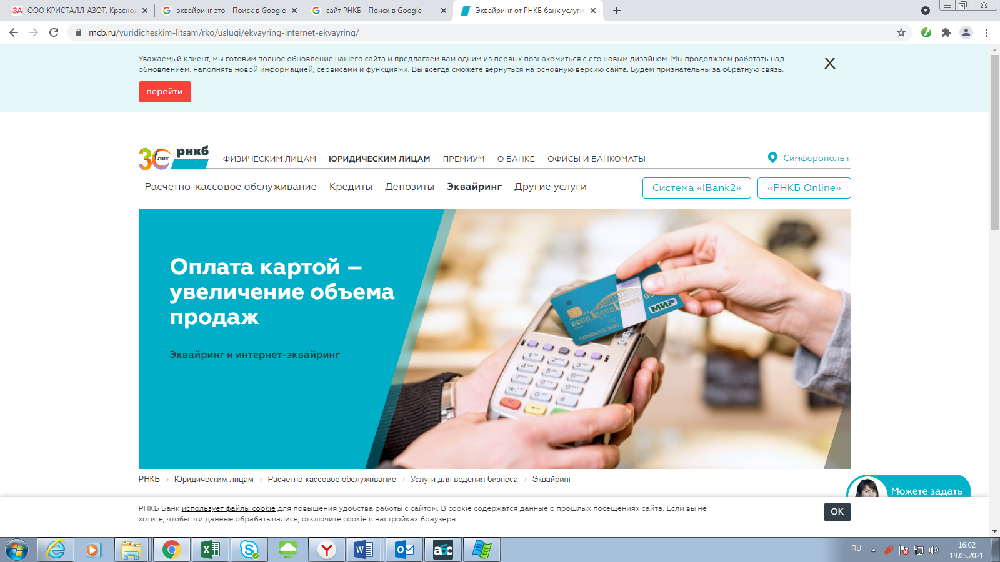 ООО КРИСТАЛЛ-АЗОТ, Краснод
эквайринг это - Поиск в Google
сайт РНКБ - Поиск в Google
Эквайринг от РНКБ банк услуги
rncb.ru/yuridicheskim-litsam/rko/uslugi/ekvayring-internet-ekvayring/
Уважаемый клиент, мы готовим полное обновление нашего сайта и предлагаем вам одним из первых познакомиться с его новым дизайном. Мы продолжаем работать над
обновлением: наполнять новой информацией, сервисами и функциями. Вы всегда сможете вернуться на основную версию сайта. Будем признательны за обратную связь.
X
перейти
30 лет рнкб
ФИЗИЧЕСКИМ ЛИЦАМ ЮРИДИЧЕСКИМ ЛИЦАМ ПРЕМИУМ О БАНКЕ ОФИСЫ И БАНКОМАТЫ
Симферополь г
Расчетно-кассовое обслуживание Кредиты Депозиты Эквайринг Другие услуги
Система «IBank2» «РНКБ Online»
Оплата картой –
увеличение объема
продаж
Эквайринг и интернет-эквайринг
МИР
CARDHOLDER NAME
РНКБ > Юридическим лицам > Расчетно-кассовое обслуживание > Услуги для ведения бизнеса > Эквайринг
Можете задать
РНКБ Банк использует файлы cookie для повышения удобства работы с сайтом. В cookie содержатся данные о прошлых посещениях сайта. Если вы не
хотите, чтобы эти данные обрабатывались, отключите cookie в настройках браузера.
OK
RU
16:02
19.05.2021